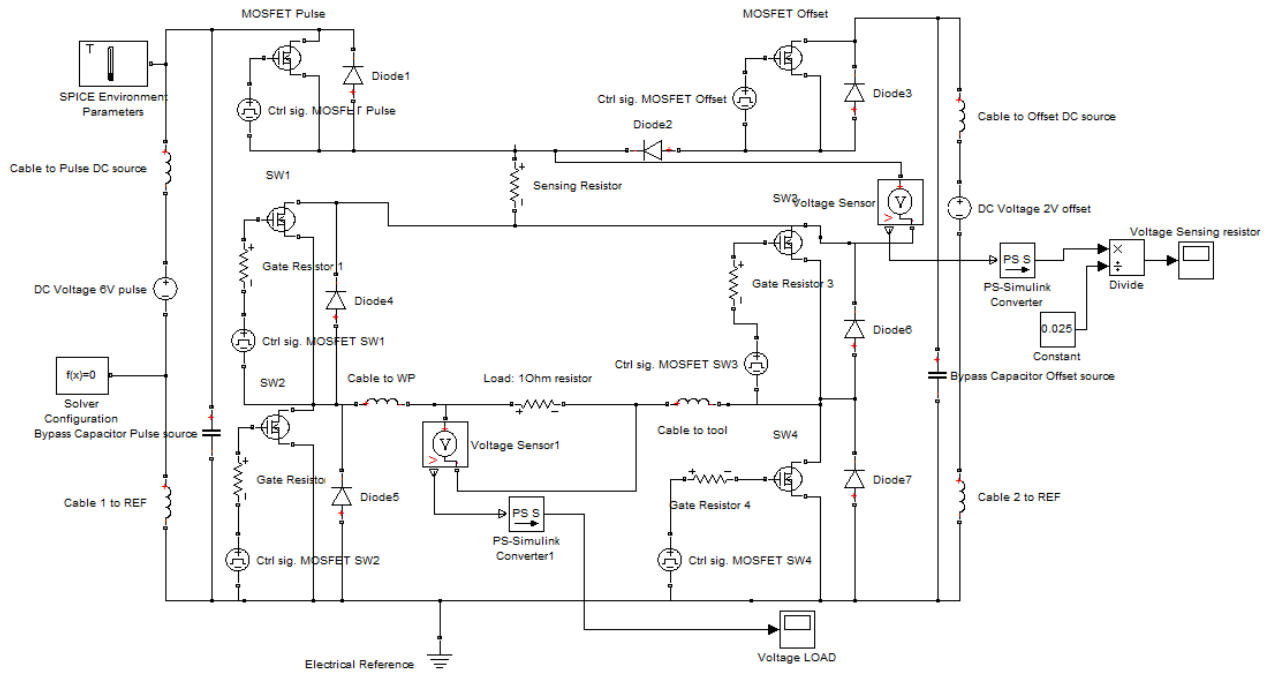 MOSFET Pulse
MOSFET Offset
T
SPICE Environment
Parameters
Diode1
Ctrl sig. MOSFET Pulse
Ctrl sig. MOSFET Offset
Diode3
Diode2
Cable to Offset DC source
Cable to Pulse DC source
SW1
Sensing Resistor
SW3
Voltage Sensor
V
DC Voltage 2V offset
Voltage Sensing resistor
Gate Resistor 1
Gate Resistor 3
PS S
×
÷
PS-Simulink
Converter
Divide
DC Voltage 6V pulse
Diode4
Diode6
0.025
Constant
Ctrl sig. MOSFET SW1
Ctrl sig. MOSFET SW3
f(x)=0
SW2
Cable to WP
Load: 1Ohm resistor
Bypass Capacitor Offset source
Solver
Configuration
Bypass Capacitor Pulse source
Cable to tool
SW4
V
Voltage Sensor1
Gate Resistor
Diode5
Diode7
Cable 1 to REF
Gate Resistor 4
Cable 2 to REF
PS S
PS-Simulink
Converter1
Ctrl sig. MOSFET SW2
Ctrl sig. MOSFET SW4
Electrical Reference
Voltage LOAD